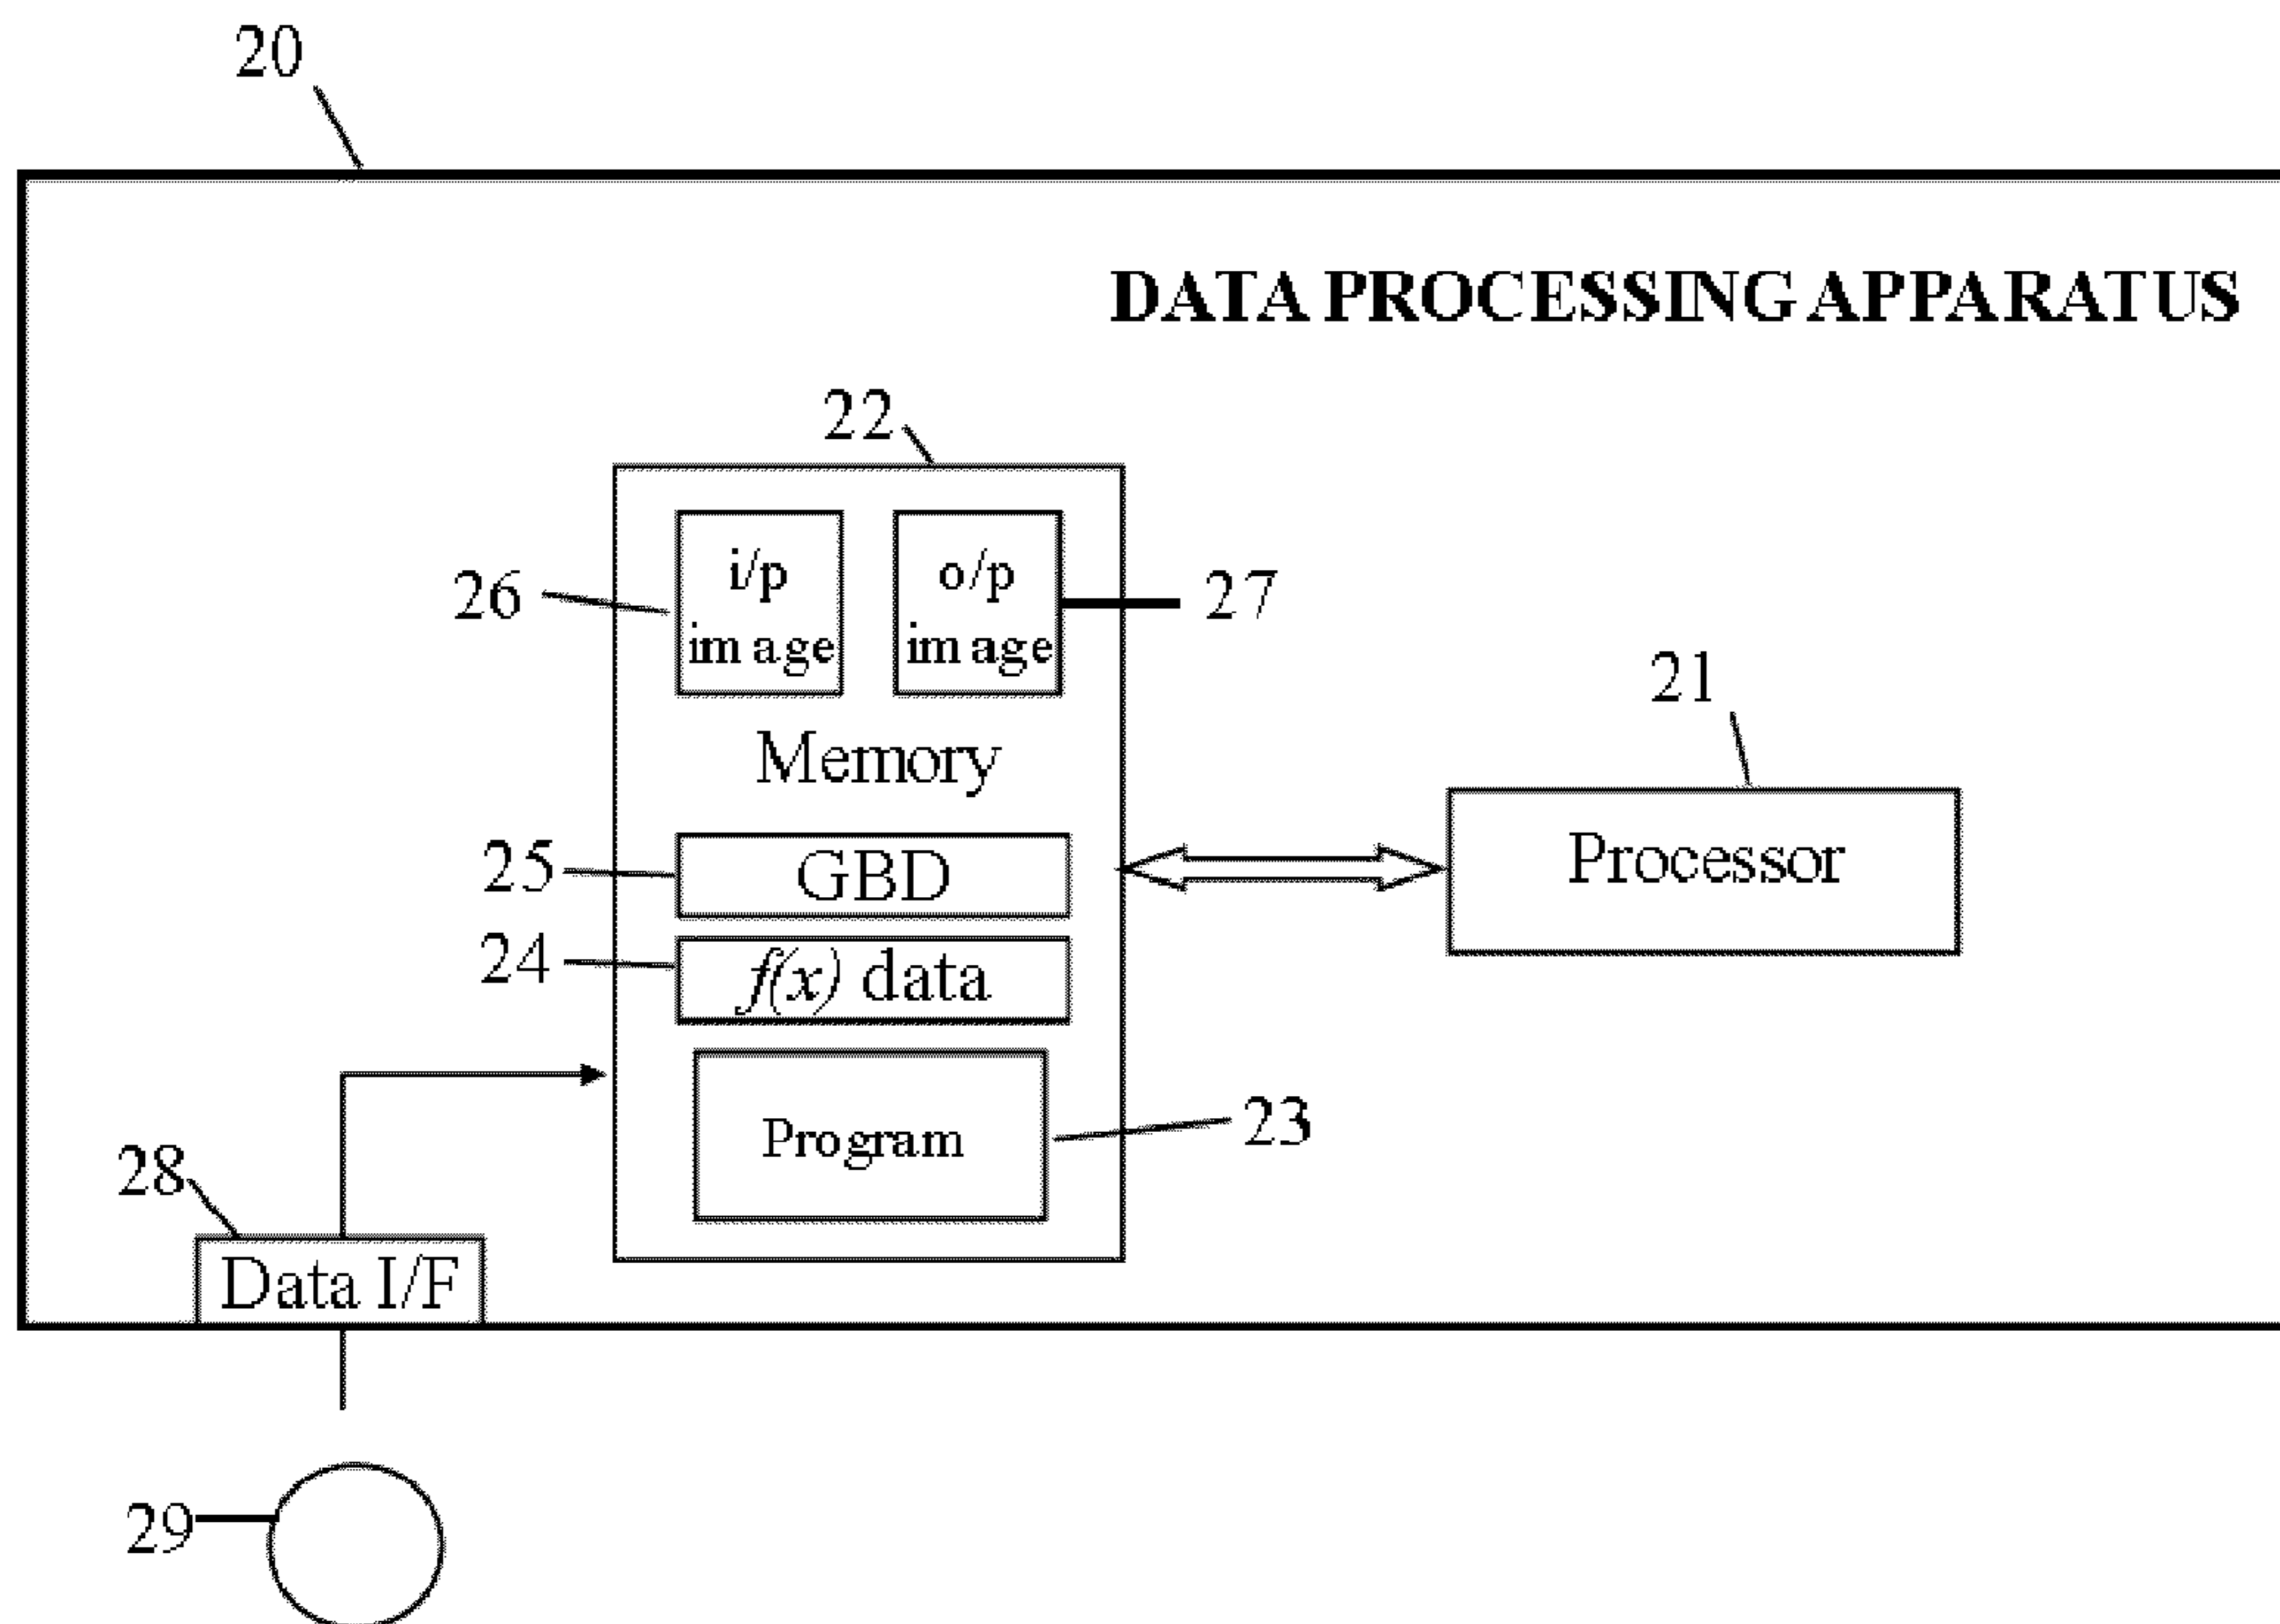 20
DATA PROCESSING APPARATUS
22
i/p
image
o/p
image
26
27
Memory
21
Processor
25
GBD
24
f(x) data
Program
23
28
Data I/F
29